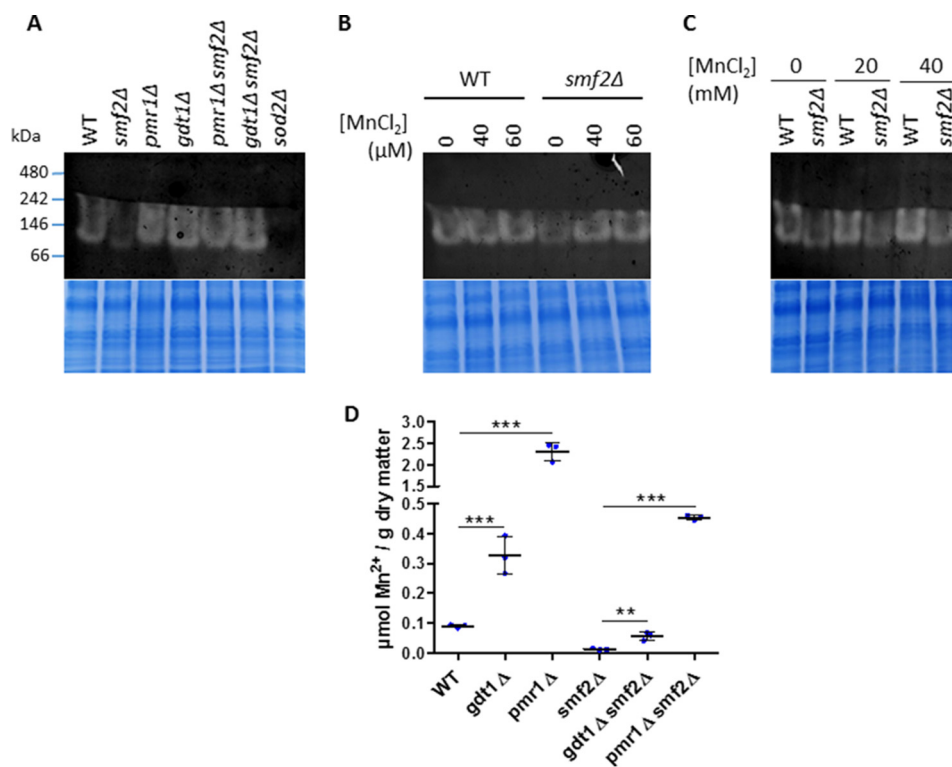 A
WT
smf2Δ
pmr1Δ
gdt1Δ
pmr1Δ smf2Δ
gdt1Δ smf2Δ
sod2Δ
kDa
480
242
146
66
B
WT smf2Δ
[MnCl2]
(μM)
0 40 60 0 40 60
C
[MnCl2]
(mM)
0 20 40
WT smf2Δ WT smf2Δ WT smf2Δ
D
μmol Mn2+ / g dry matter
3.0
2.5
2.0
1.5
0.5
0.4
0.3
0.2
0.1
0.0
***
***
***
**
WT
gdt1Δ
pmr1Δ
smf2Δ
gdt1Δ smf2Δ
pmr1Δ smf2Δ